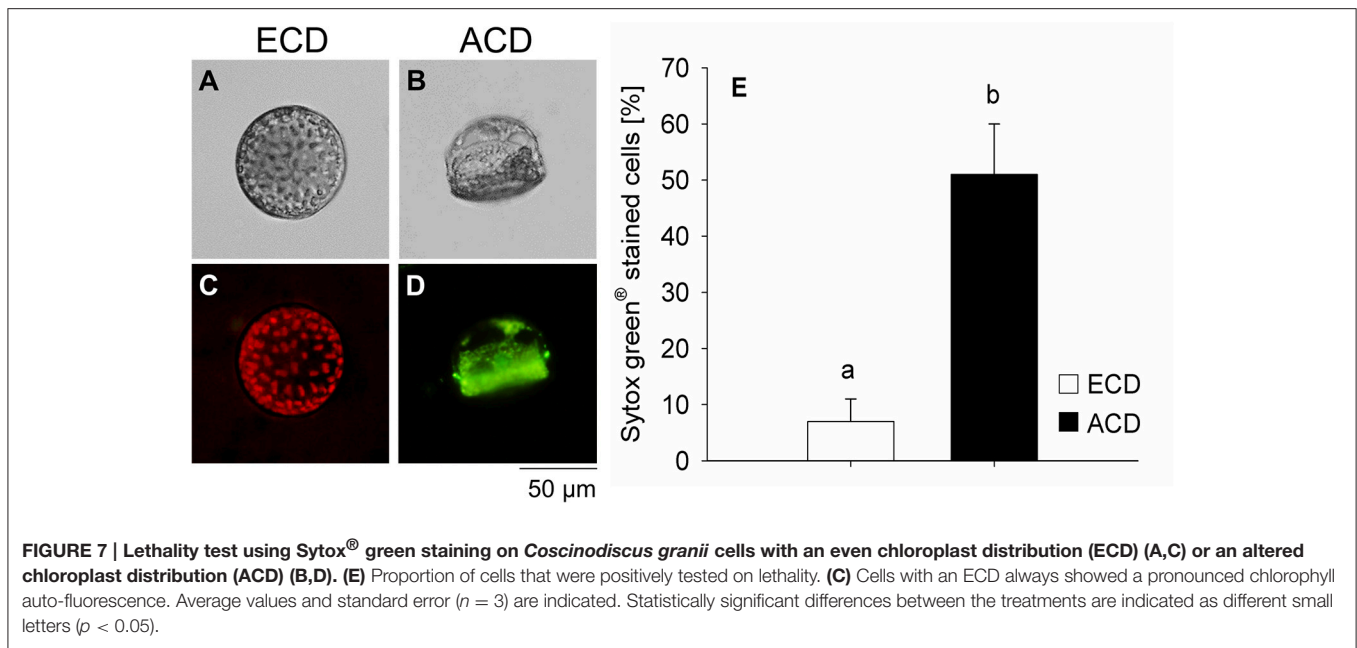 ECD ACD
A B
C D
50 µm
E
Sytox green® stained cells [%]
70
60
50
40
30
20
10
0
a
b
ECD
ACD
FIGURE 7 | Lethality test using Sytox® green staining on Coscinodiscus granii cells with an even chloroplast distribution (ECD) (A,C) or an altered
chloroplast distribution (ACD) (B,D). (E) Proportion of cells that were positively tested on lethality. (C) Cells with an ECD always showed a pronounced chlorophyll
auto-fluorescence. Average values and standard error (n = 3) are indicated. Statistically significant differences between the treatments are indicated as different small
letters (p < 0.05).